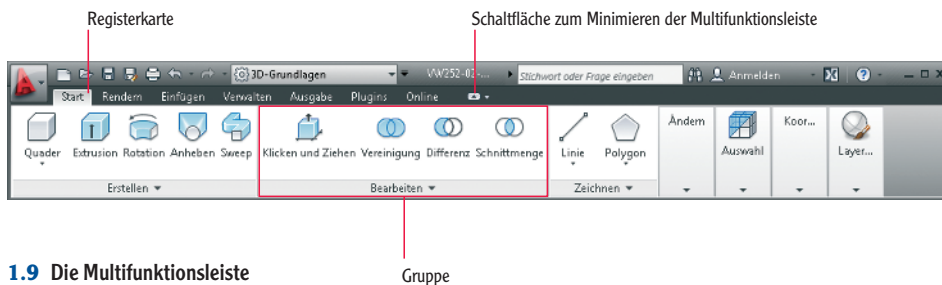 Registerkarte
Schaltfläche zum Minimieren der Multifunktionsleiste
3D-Grundlagen VW252-02-... Stichwort oder Frage eingeben Anmelden
Start Rendern Einfügen Verwalten Ausgabe Plugins Online
Ändern Koor...
Quader Extrusion Rotation Anheben Sweep Klicken und Ziehen Vereinigung Differenz Schnittmenge Linie Polygon Auswahl Layer...
Erstellen Bearbeiten Zeichnen
1.9 Die Multifunktionsleiste
Gruppe